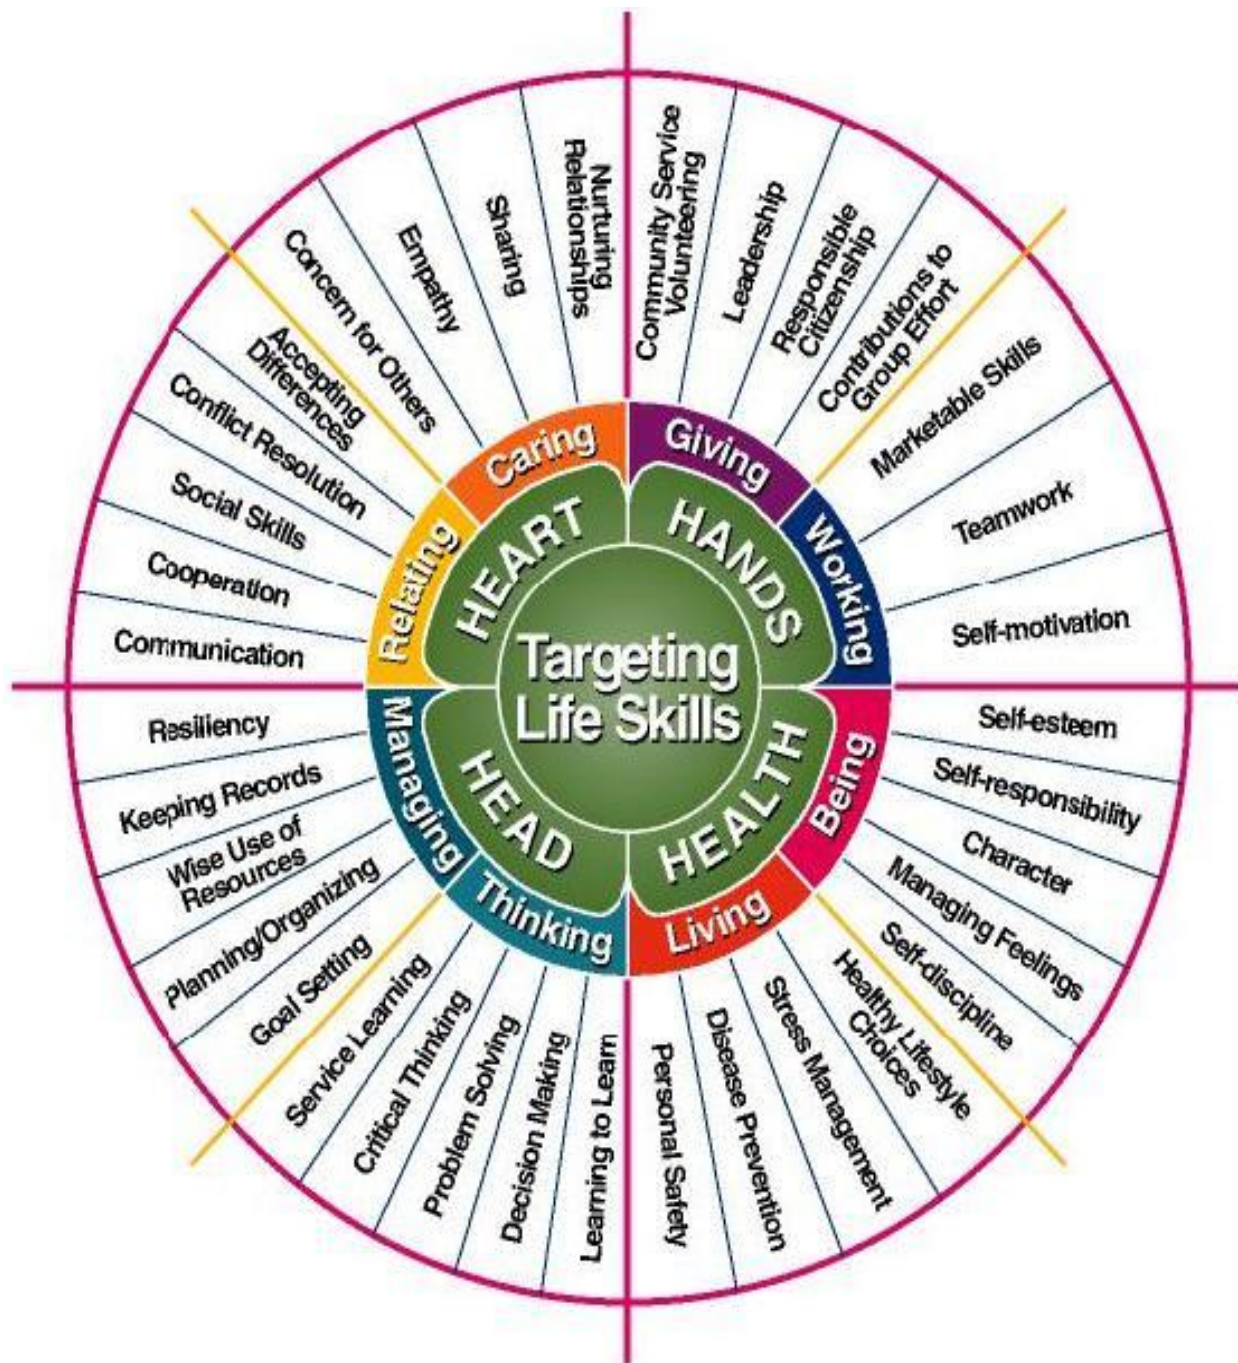 Targeting
Life Skills
HEART
HANDS
HEALTH
HEAD
Caring
Giving
Working
Being
Living
Thinking
Managing
Relating
Concern for Others
Empathy
Sharing
Nurturing
Relationships
Community Service
Volunteering
Leadership
Responsible
Citizenship
Contributions to
Group Effort
Marketable Skills
Teamwork
Self-motivation
Self-esteem
Self-responsibility
Character
Managing Feelings
Self-discipline
Healthy Lifestyle
Choices
Stress Management
Disease Prevention
Personal Safety
Learning to Learn
Decision Making
Problem Solving
Critical Thinking
Service Learning
Goal Setting
Planning/Organizing
Wise Use of
Resources
Keeping Records
Resiliency
Communication
Cooperation
Social Skills
Conflict Resolution
Accepting
Differences